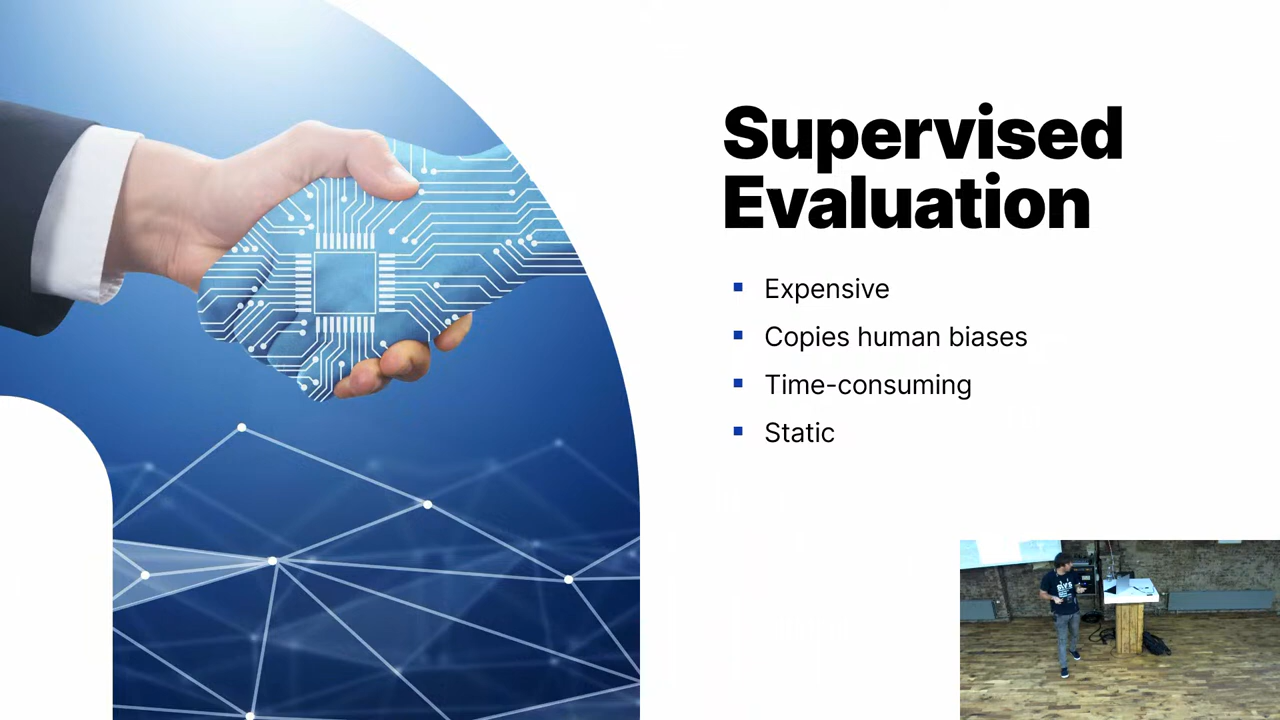 Supervised
Evaluation
Expensive
Copies human biases
Time-consuming
Static